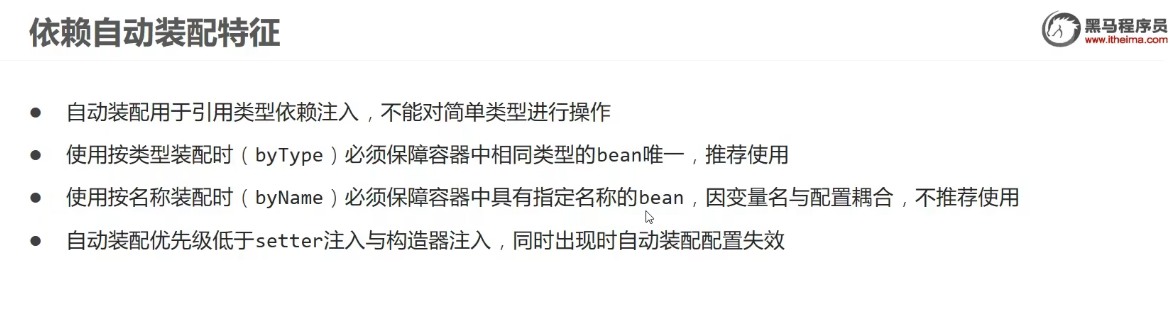 依赖自动装配特征
黑马程序员
www.itheima.com
● 自动装配用于引用类型依赖注入，不能对简单类型进行操作
● 使用按类型装配时（byType）必须保障容器中相同类型的bean唯一，推荐使用
● 使用按名称装配时（byName）必须保障容器中具有指定名称的bean，因变量名与配置耦合，不推荐使用
● 自动装配优先级低于setter注入与构造器注入，同时出现时自动装配配置失效